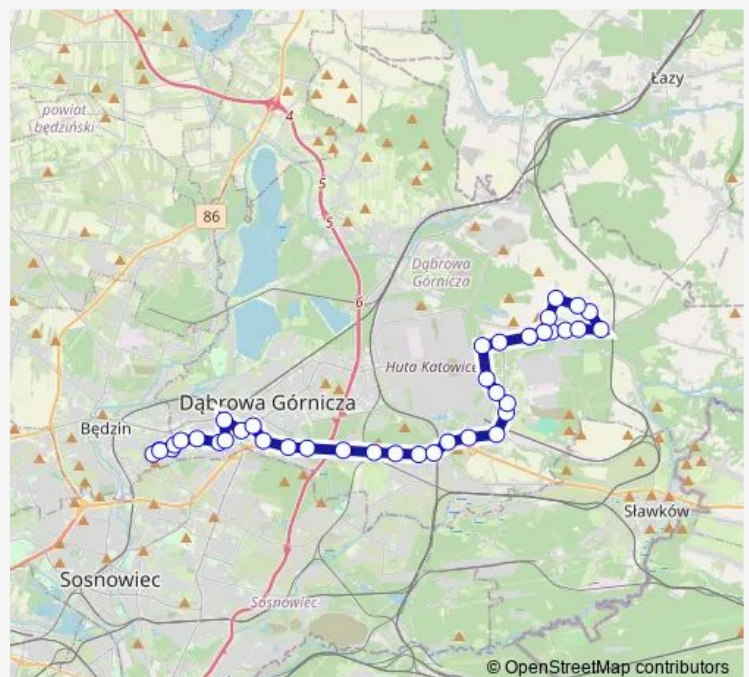 Łazy
powiat
będziński
4
5
86
5
Dąbrowa
Górnicza
6
Huta Katowice
Dąbrowa Górnicza
Będzin
Sławków
Sosnowiec
Sosnowiec
© OpenStreetMap contributors